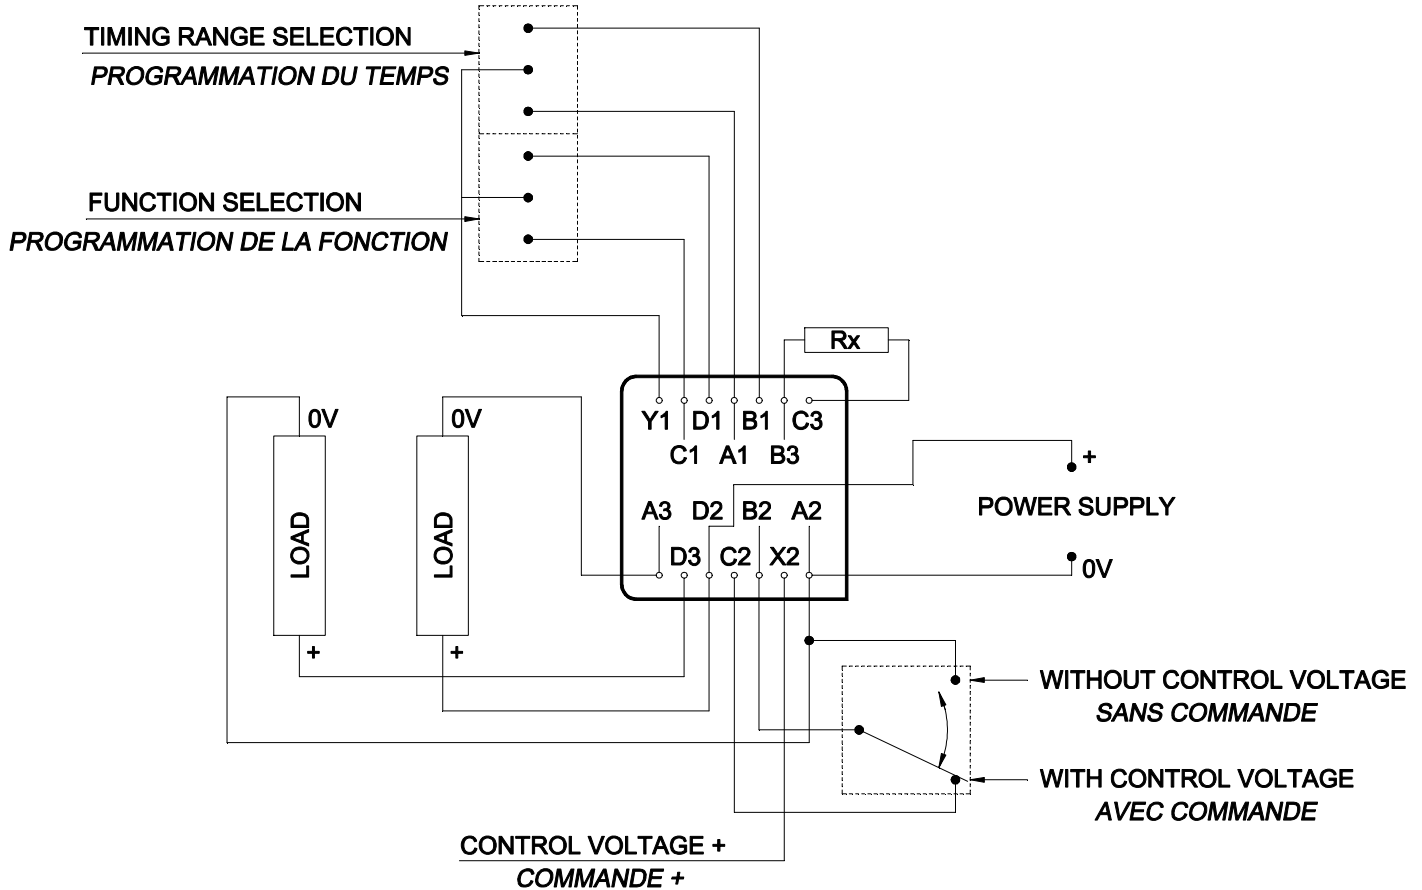 TIMING RANGE SELECTION
PROGRAMMATION DU TEMPS
FUNCTION SELECTION
PROGRAMMATION DE LA FONCTION
Rx
0V
0V
Y1 D1 B1 C3
C1 A1 B3
+
POWER SUPPLY
A3 D2 B2 A2
LOAD
LOAD
D3 C2 X2
0V
+
+
WITHOUT CONTROL VOLTAGE
SANS COMMANDE
WITH CONTROL VOLTAGE
AVEC COMMANDE
CONTROL VOLTAGE +
COMMANDE +